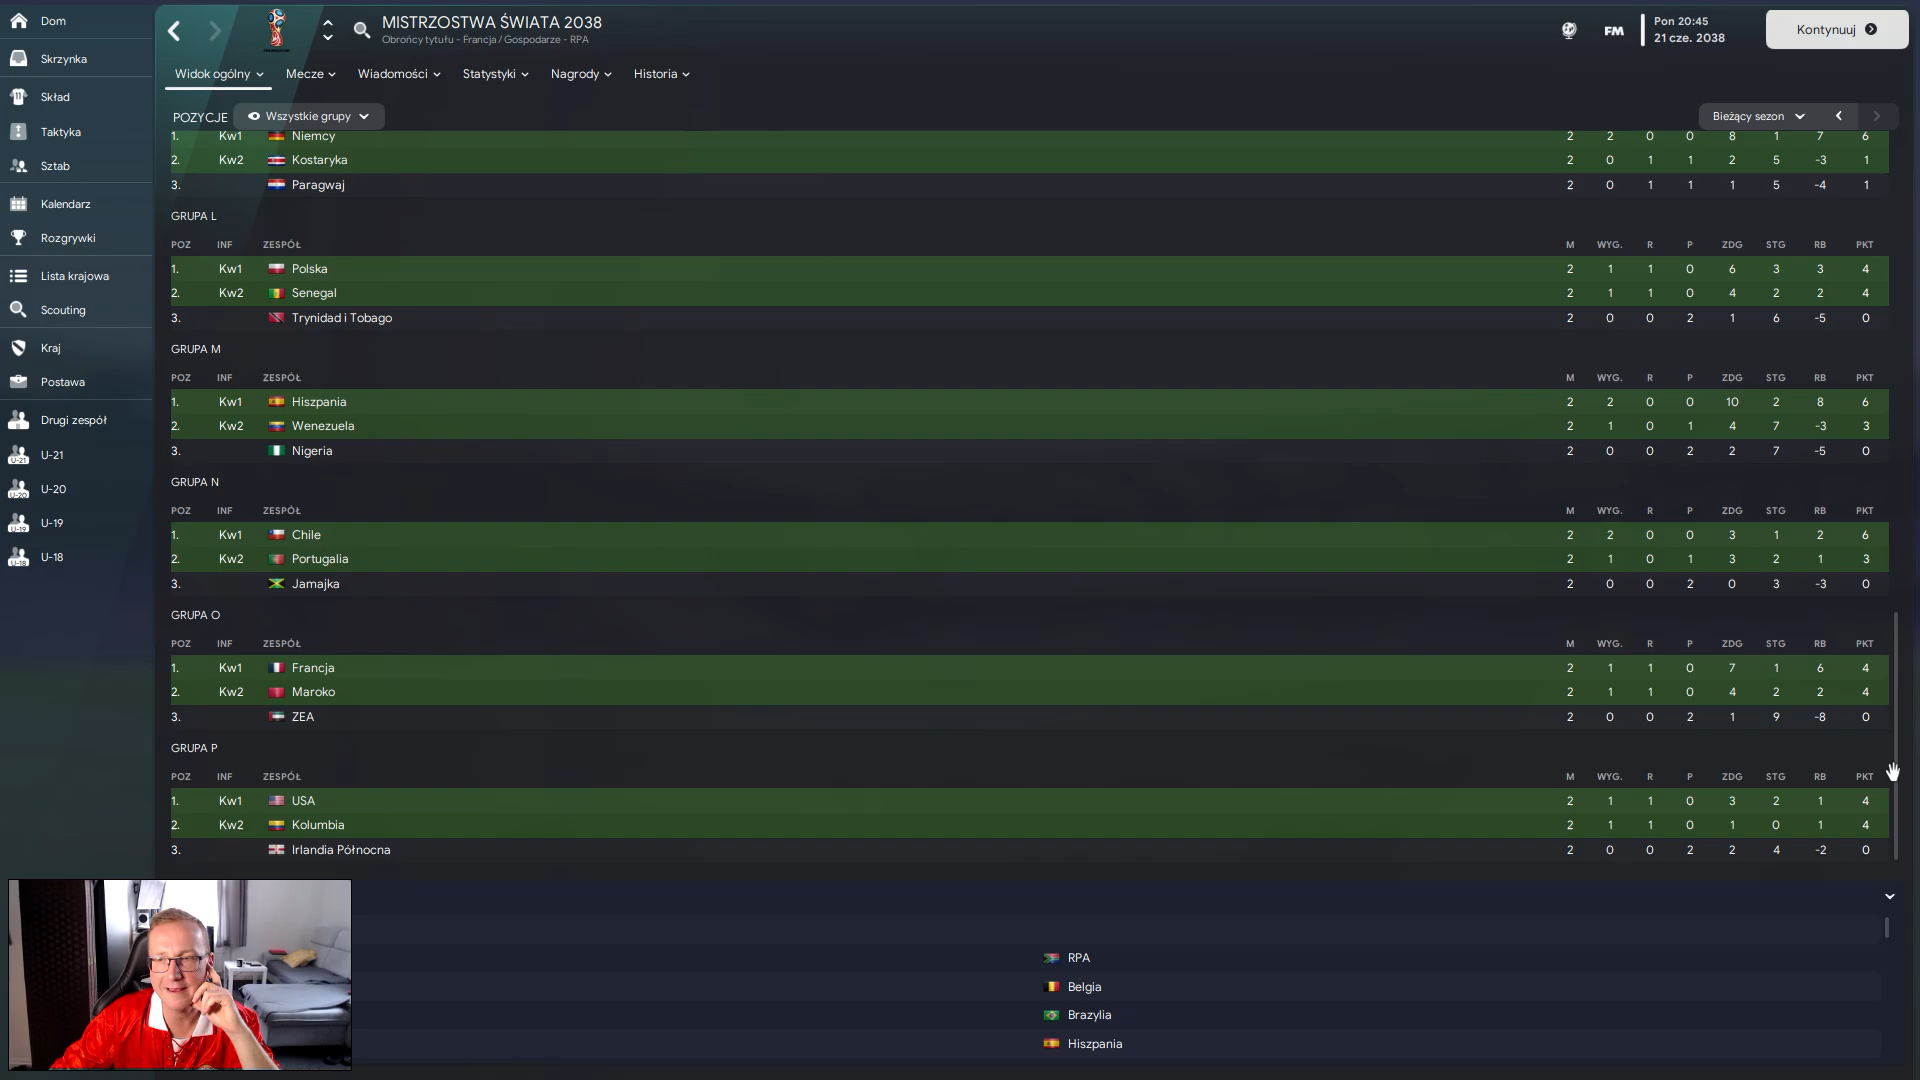 Dom
Skrzynka
Skład
Taktyka
Sztab
Kalendarz
Rozgrywki
Lista krajowa
Scouting
Kraj
Postawa
Drugi zespół
U-21 U-21
U-20 U-20
U-19 U-19
U-18 U-18
MISTRZOSTWA ŚWIATA 2038
Obrońcy tytułu - Francja / Gospodarze - RPA
FM
Pon 20:45
21 cze. 2038
Kontynuuj
Widok ogólny Mecze Wiadomości Statystyki Nagrody Historia
POZYCJE Wszystkie grupy Bieżący sezon
1. Kw1 Niemcy 2 2 0 0 8 1 7 6
2. Kw2 Kostaryka 2 0 1 1 2 5 -3 1
3. Paragwaj 2 0 1 1 1 5 -4 1
GRUPA L
POZ INF ZESPÓŁ M WYG. R P ZDG STG RB PKT
1. Kw1 Polska 2 1 1 0 6 3 3 4
2. Kw2 Senegal 2 1 1 0 4 2 2 4
3. Trynidad i Tobago 2 0 0 2 1 6 -5 0
GRUPA M
POZ INF ZESPÓŁ M WYG. R P ZDG STG RB PKT
1. Kw1 Hiszpania 2 2 0 0 10 2 8 6
2. Kw2 Wenezuela 2 1 0 1 4 7 -3 3
3. Nigeria 2 0 0 2 2 7 -5 0
GRUPA N
POZ INF ZESPÓŁ M WYG. R P ZDG STG RB PKT
1. Kw1 Chile 2 2 0 0 3 1 2 6
2. Kw2 Portugalia 2 1 0 1 3 2 1 3
3. Jamajka 2 0 0 2 0 3 -3 0
GRUPA O
POZ INF ZESPÓŁ M WYG. R P ZDG STG RB PKT
1. Kw1 Francja 2 1 1 0 7 1 6 4
2. Kw2 Maroko 2 1 1 0 4 2 2 4
3. ZEA 2 0 0 2 1 9 -8 0
GRUPA P
POZ INF ZESPÓŁ M WYG. R P ZDG STG RB PKT
1. Kw1 USA 2 1 1 0 3 2 1 4
2. Kw2 Kolumbia 2 1 1 0 1 0 1 4
3. Irlandia Północna 2 0 0 2 2 4 -2 0
RPA
Belgia
Brazylia
Hiszpania